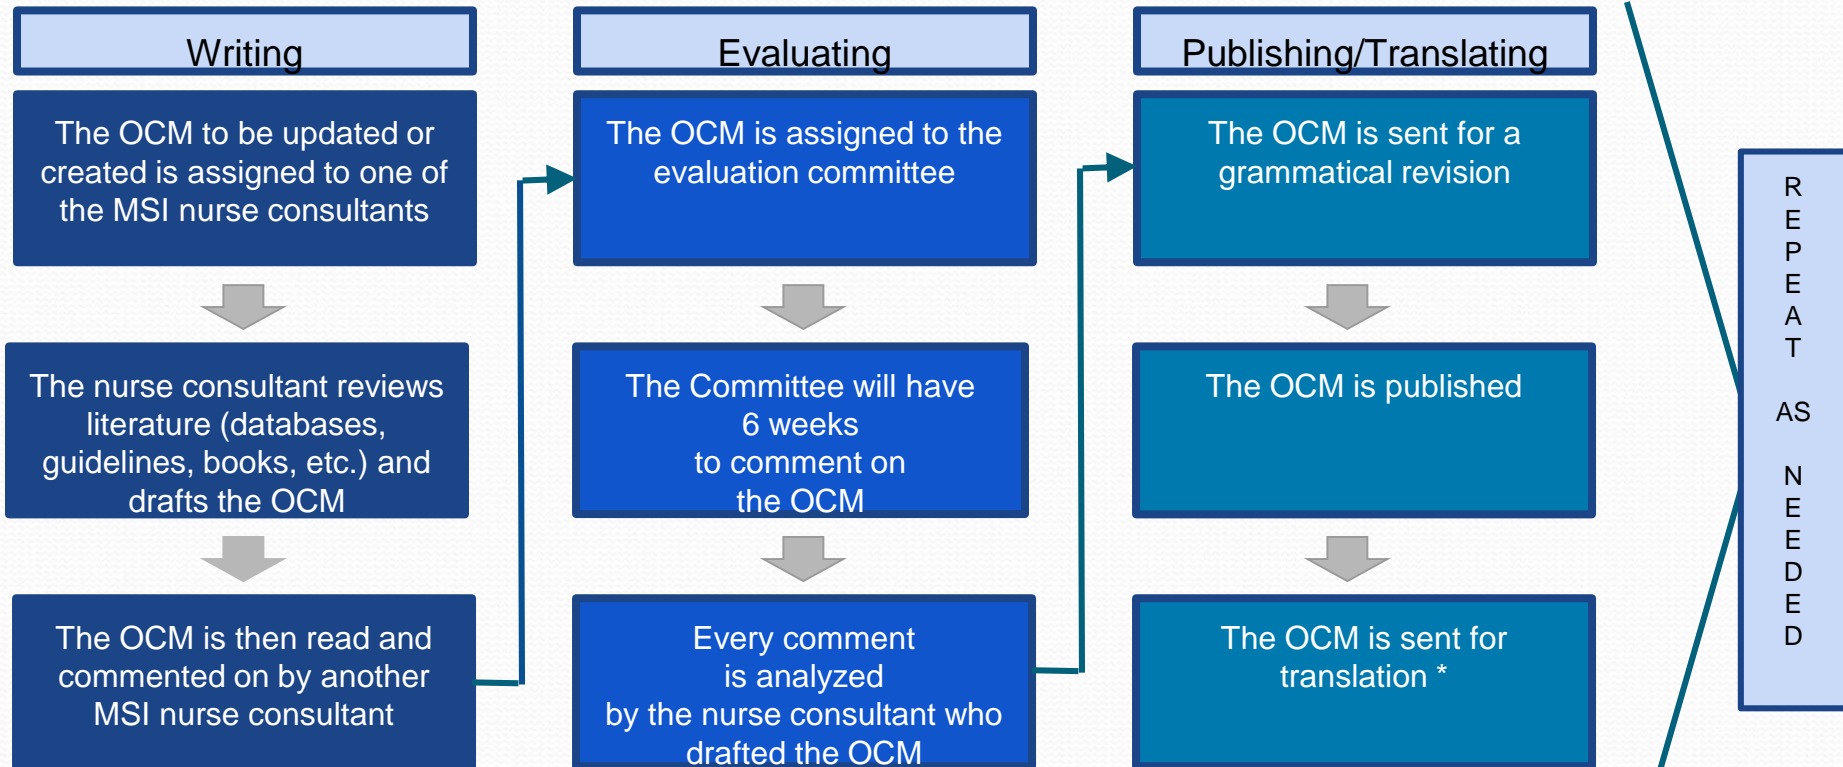 Writing
The OCM to be updated or
created is assigned to one of
the MSI nurse consultants
The nurse consultant reviews
literature (databases,
guidelines, books, etc.) and
drafts the OCM
The OCM is then read and
commented on by another
MSI nurse consultant
Evaluating
The OCM is assigned to the
evaluation committee
The Committee will have
6 weeks
to comment on
the OCM
Every comment
is analyzed
by the nurse consultant who
drafted the OCM
Publishing/Translating
The OCM is sent for a
grammatical revision
The OCM is published
The OCM is sent for
translation *
R
E
P
E
A
T
AS
N
E
E
D
E
D